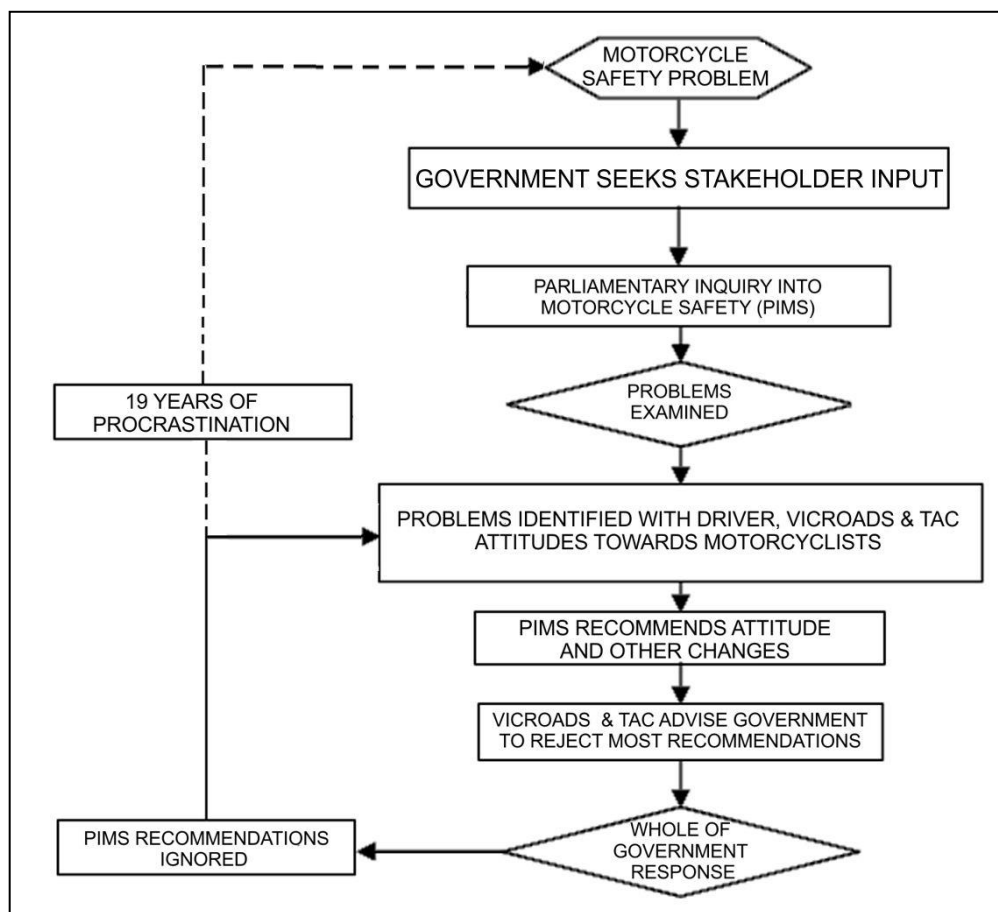 MOTORCYCLE
SAFETY PROBLEM
GOVERNMENT SEEKS STAKEHOLDER INPUT
PARLIAMENTARY INQUIRY INTO
MOTORCYCLE SAFETY (PIMS)
PROBLEMS
EXAMINED
19 YEARS OF
PROCRASTINATION
PROBLEMS IDENTIFIED WITH DRIVER, VICROADS & TAC
ATTITUDES TOWARDS MOTORCYCLISTS
PIMS RECOMMENDS ATTITUDE
AND OTHER CHANGES
VICROADS & TAC ADVISE GOVERNMENT
TO REJECT MOST RECOMMENDATIONS
WHOLE OF
GOVERNMENT
RESPONSE
PIMS RECOMMENDATIONS
IGNORED